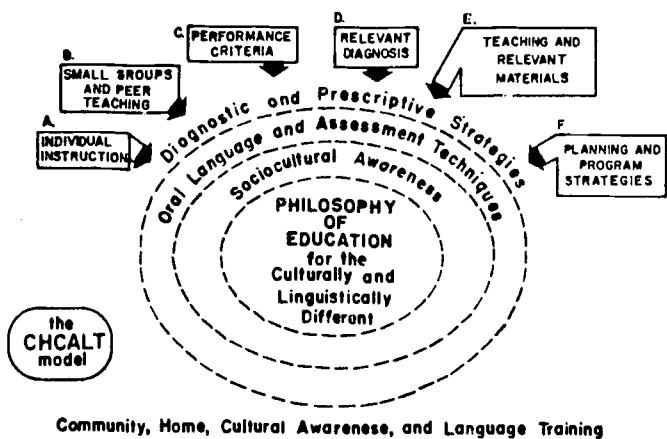 A.
INDIVIDUAL
INSTRUCTION
B.
SMALL SROUPS
AND PEER
TEACHING
C.
PERFORMANCE
CRITERIA
D.
RELEVANT
DIAGNOSIS
E.
TEACHING AND
RELEVANT
MATERIALS
F
PLANNING AND
PROGRAM
STRATEGIES
Diagnostic and Prescriptive Strategies
Oral Language and Assessment Techniques
Sociocultural Awareness
PHILOSOPHY
OF
EDUCATION
for the
Culturally and
Linguistically
Different
the
CHCALT
model
Community, Home, Cultural Awarenese, and Language Training